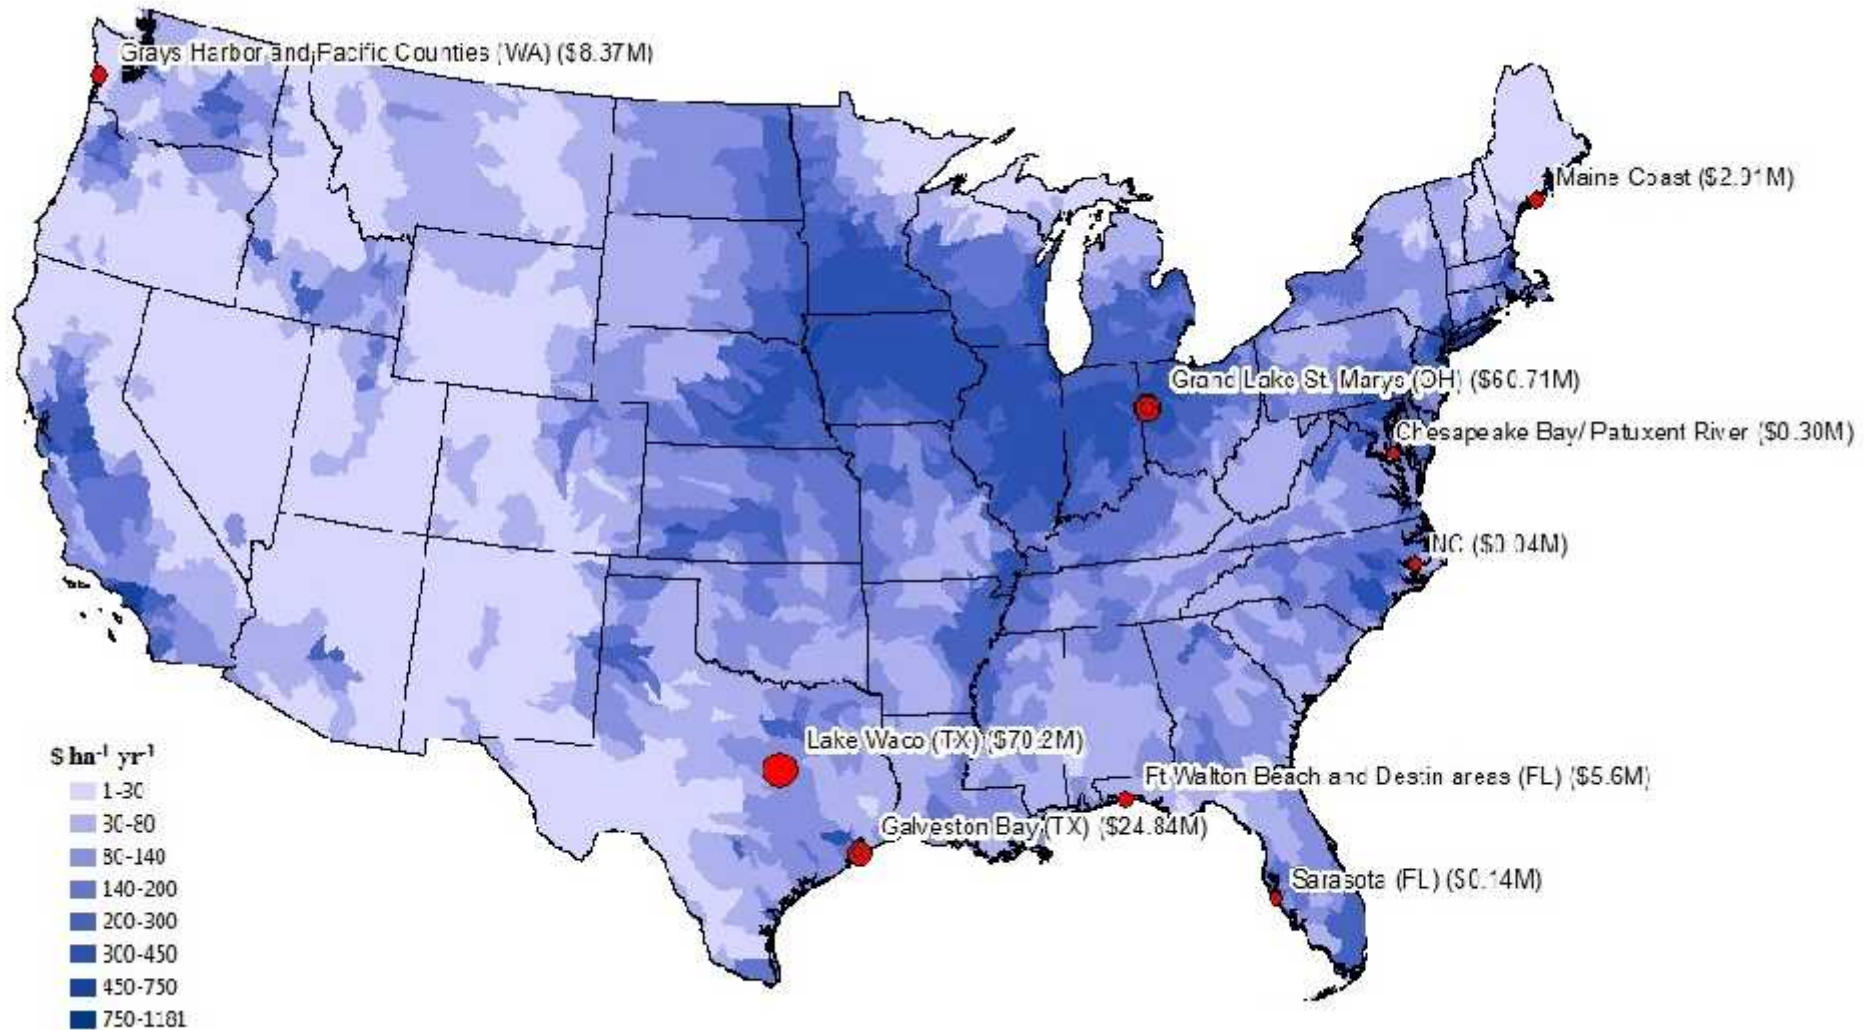 Grays Harbor and Pacific Counties (WA) ($8.37M)
Maine Coast ($2.91M)
Grand Lake St. Marys (OH) ($60.71M)
Chesapeake Bay/ Patuxent River ($0.30M)
NC ($0.04M)
Lake Waco (TX) ($70.2M)
Ft Walton Beach and Destin areas (FL) ($5.6M)
Galveston Bay (TX) ($24.84M)
Sarasota (FL) ($0.14M)
$ ha⁻¹ yr⁻¹
1-30
30-80
80-140
140-200
200-300
300-450
450-750
750-1181